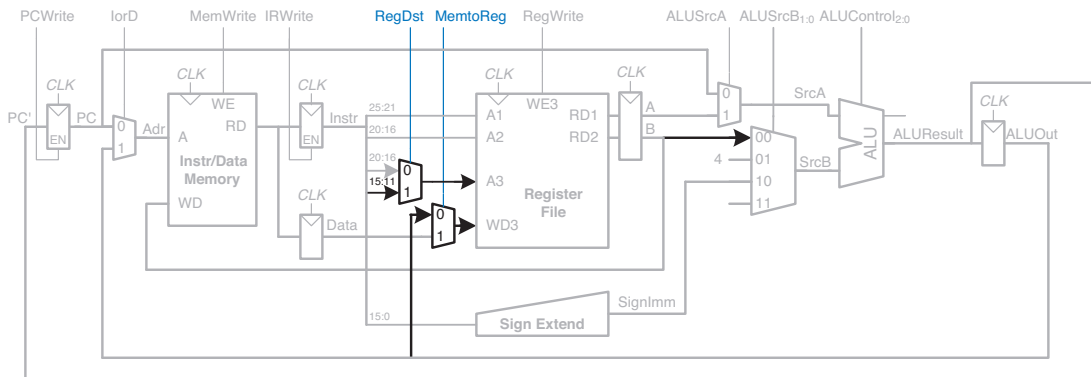 PCWrite IorD MemWrite IRWrite RegDst MemtoReg RegWrite ALUSrcA ALUSrcB1:0 ALUControl2:0
CLK CLK CLK CLK CLK CLK
PC' PC EN
0 1 Adr
WE A RD Instr/Data Memory WD
EN Instr
CLK Data
25:21
20:16
20:16
15:11
15:0
0 1
0 1
WE3 A1 RD1 A2 RD2 A3 Register File WD3
A
B
0 1
SrcA
4
00
01
10
11
SrcB
ALU
ALUResult
ALUOut
SignImm
Sign Extend